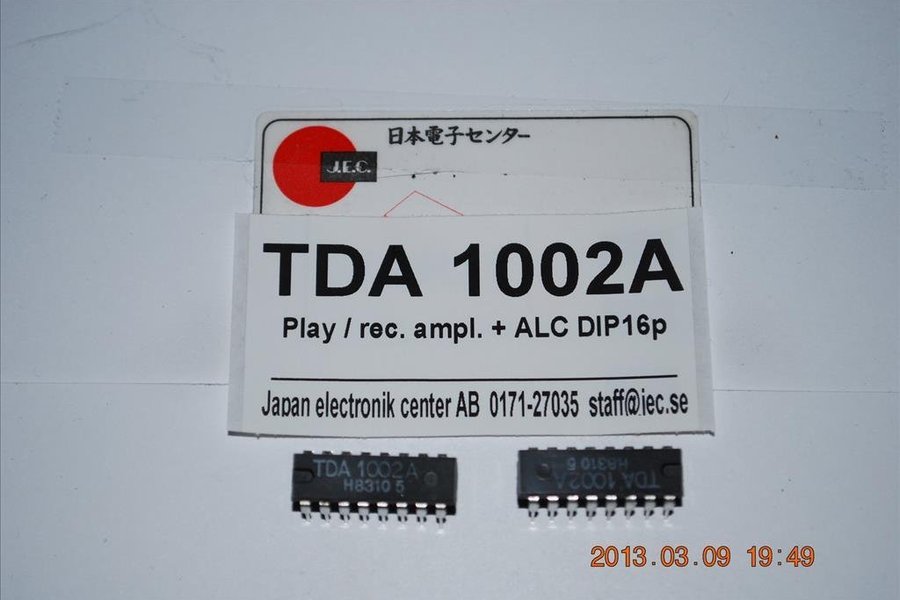 日本電子センター
J.E.C.
TDA 1002A
Play / rec. ampl. + ALC DIP16p
Japan electronik center AB 0171-27035 staff@jec.se
TDA 1002A
H8310 5
TDA 1002A
H8310 5
2013.03.09 19:49